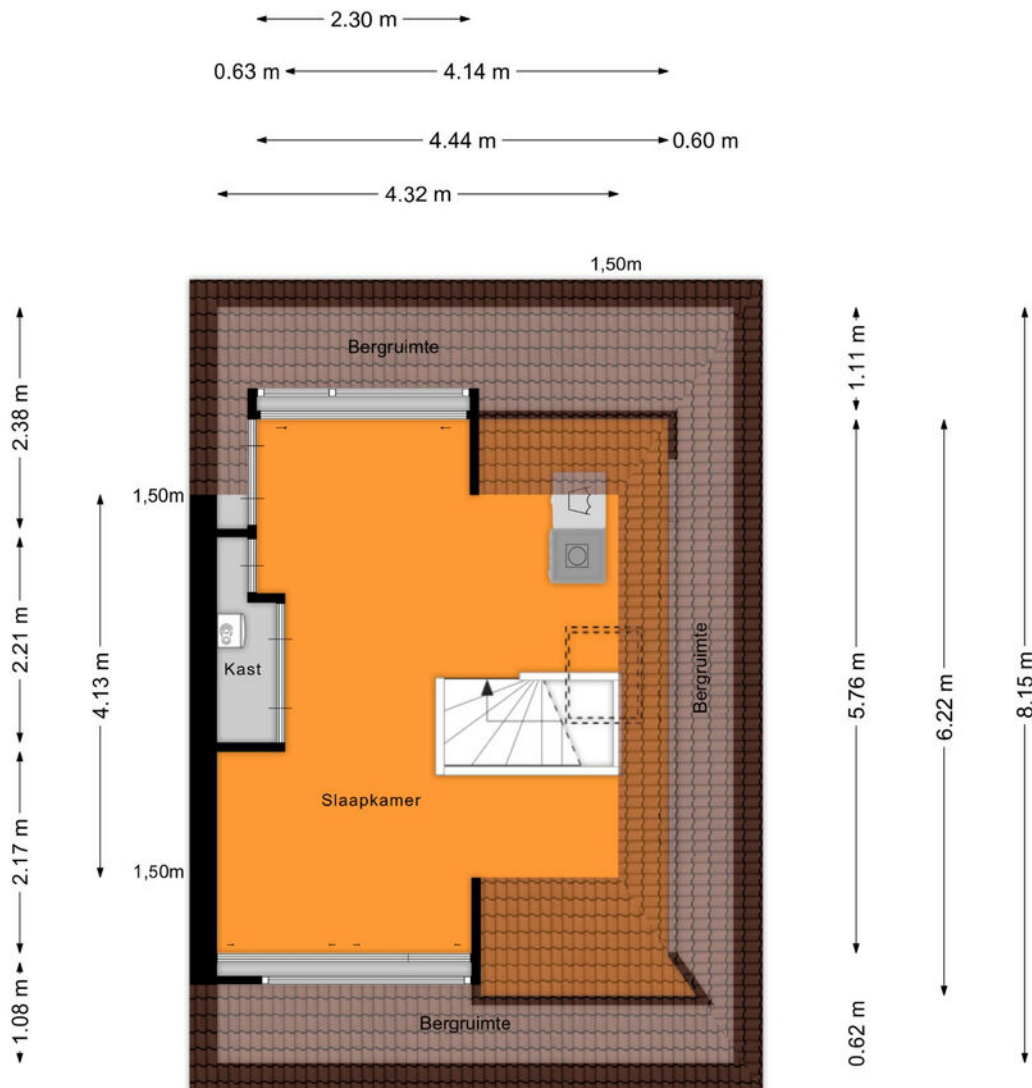 2.30 m
0.63 m
4.14 m
4.44 m
0.60 m
4.32 m
1,50m
Bergruimte
2.38 m
1.11 m
1,50m
2.21 m
4.13 m
Kast
Bergruimte
5.76 m
6.22 m
8.15 m
Slaapkamer
2.17 m
1,50m
1.08 m
Bergruimte
0.62 m